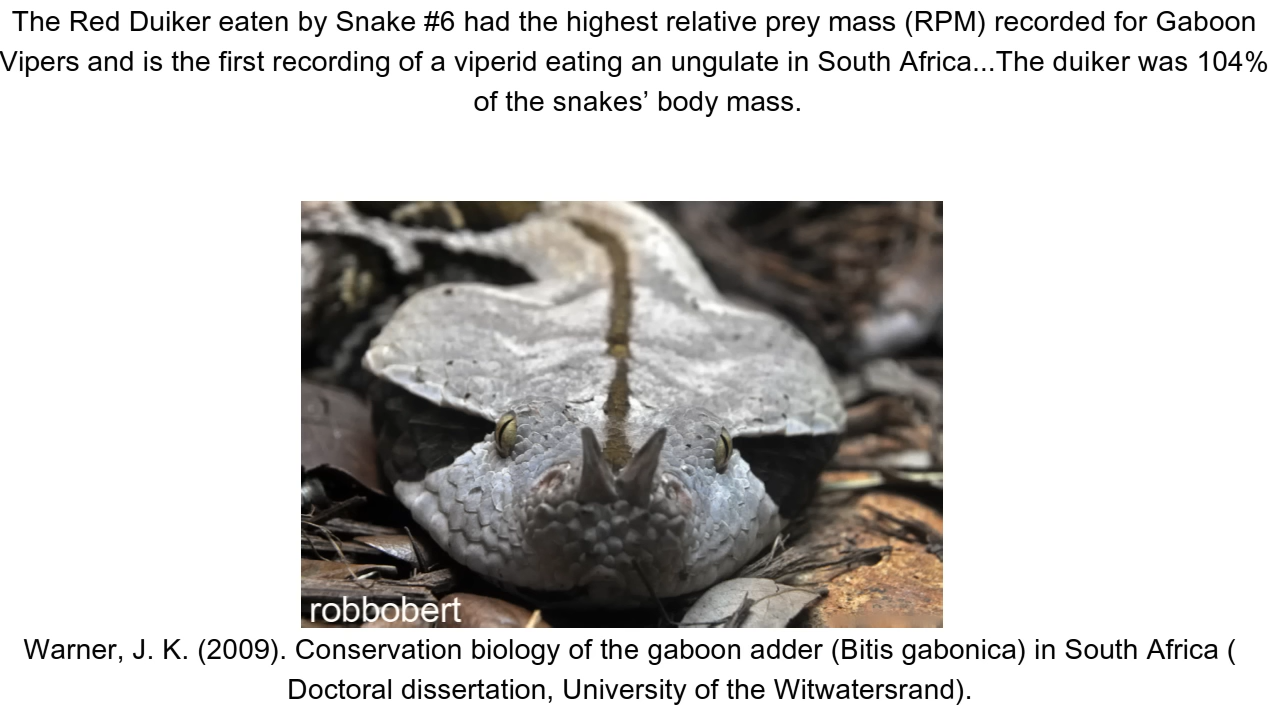 The Red Duiker eaten by Snake #6 had the highest relative prey mass (RPM) recorded for Gaboon
Vipers and is the first recording of a viperid eating an ungulate in South Africa...The duiker was 104%
of the snakes’ body mass.
robbobert
Warner, J. K. (2009). Conservation biology of the gaboon adder (Bitis gabonica) in South Africa (
Doctoral dissertation, University of the Witwatersrand).